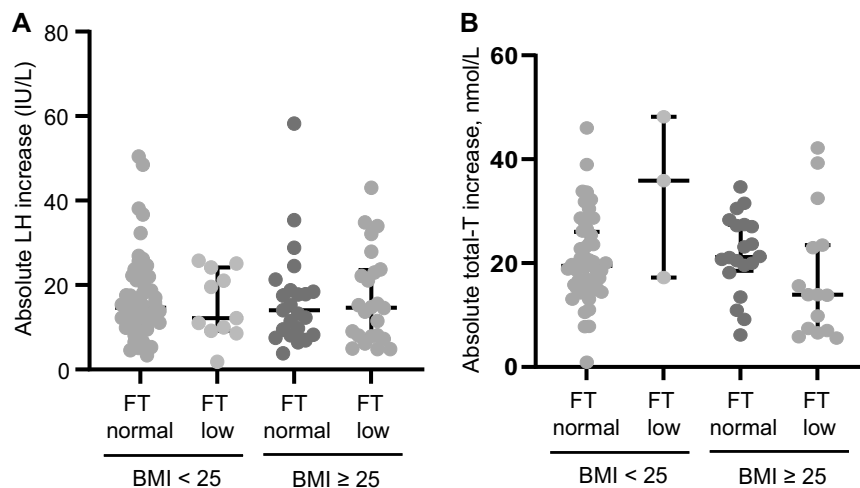 A
Absolute LH increase (IU/L)
80
60
40
20
0
FT
normal
FT
low
FT
normal
FT
low
BMI < 25
BMI ≥ 25
B
Absolute total-T increase, nmol/L
60
40
20
0
FT
normal
FT
low
FT
normal
FT
low
BMI < 25
BMI ≥ 25